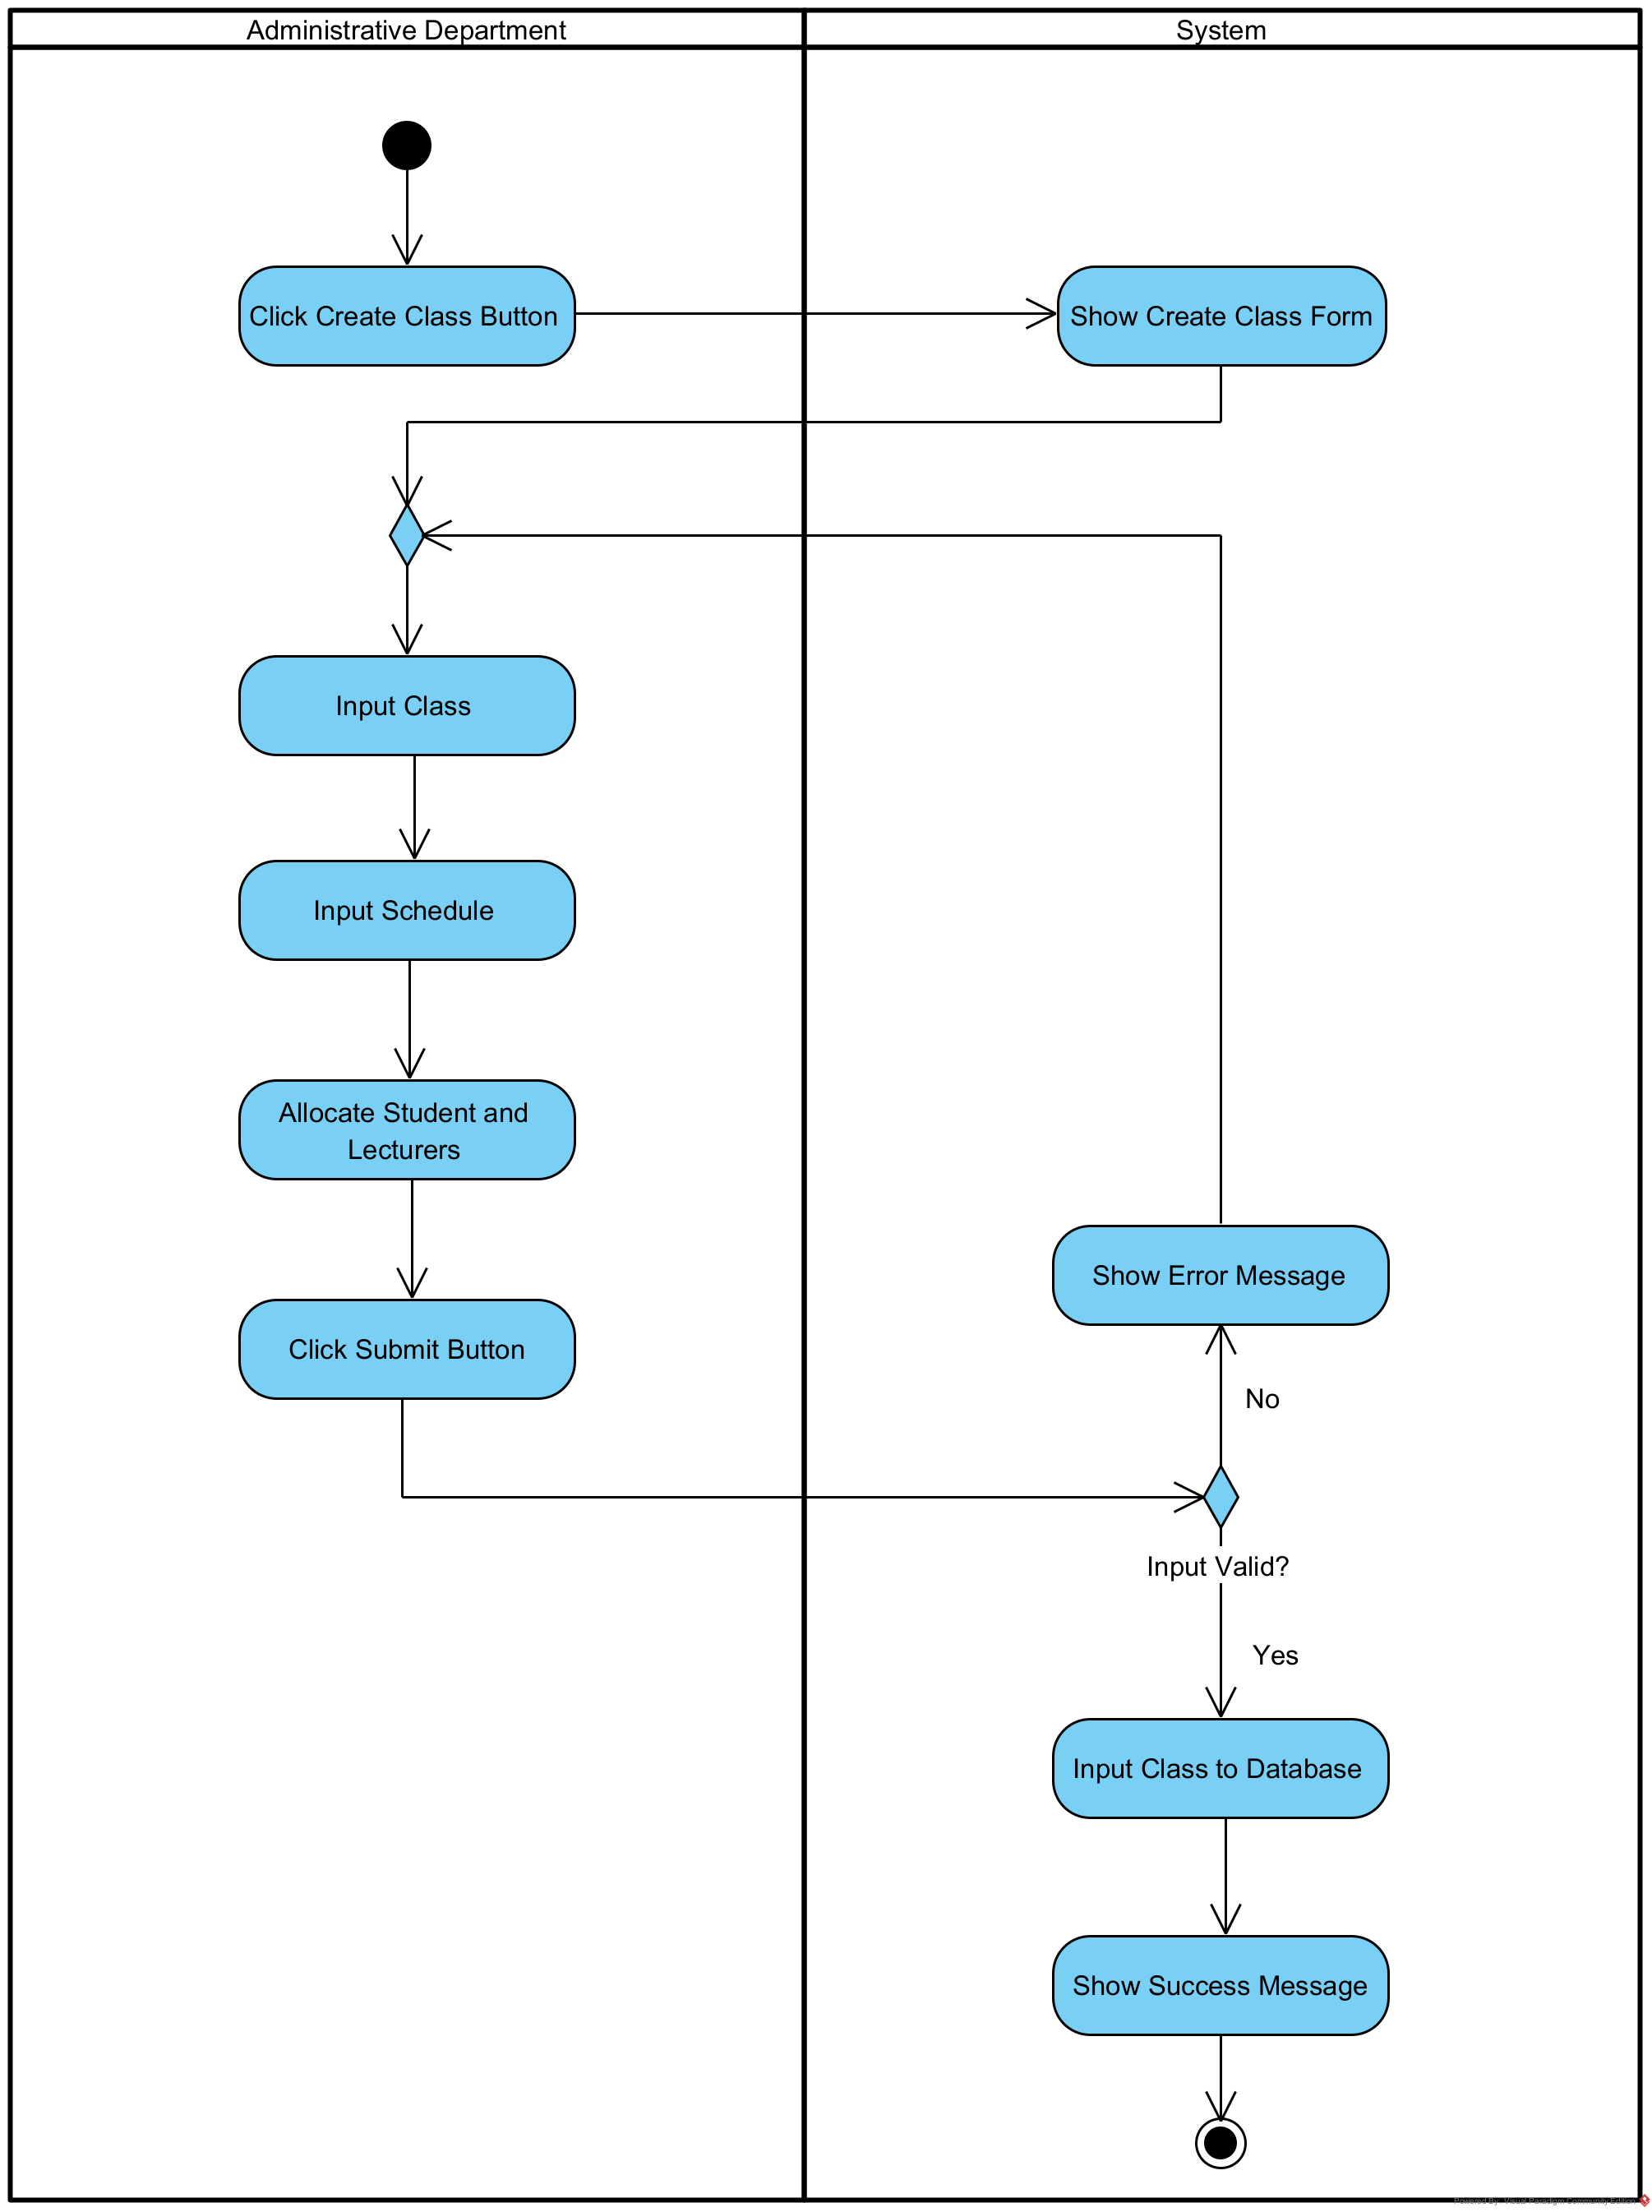 Administrative Department
System
Click Create Class Button
Show Create Class Form
Input Class
Input Schedule
Allocate Student and
Lecturers
Show Error Message
Click Submit Button
No
Input Valid?
Yes
Input Class to Database
Show Success Message
Powered By: Visual Paradigm Community Edition